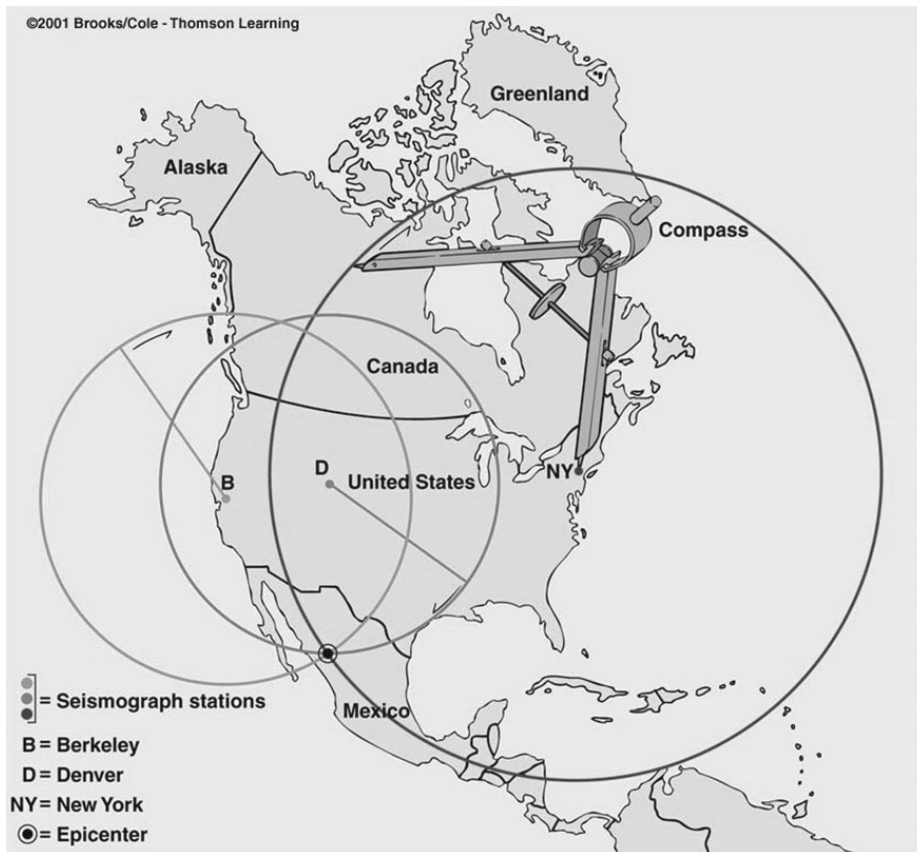 ©2001 Brooks/Cole - Thomson Learning
Greenland
Alaska
Compass
Canada
D
B
United States
NY
= Seismograph stations
Mexico
B = Berkeley
D = Denver
NY = New York
= Epicenter